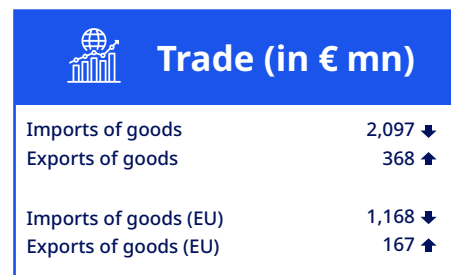 Trade (in € mn)
Imports of goods 2,097
Exports of goods 368
Imports of goods (EU) 1,168
Exports of goods (EU) 167